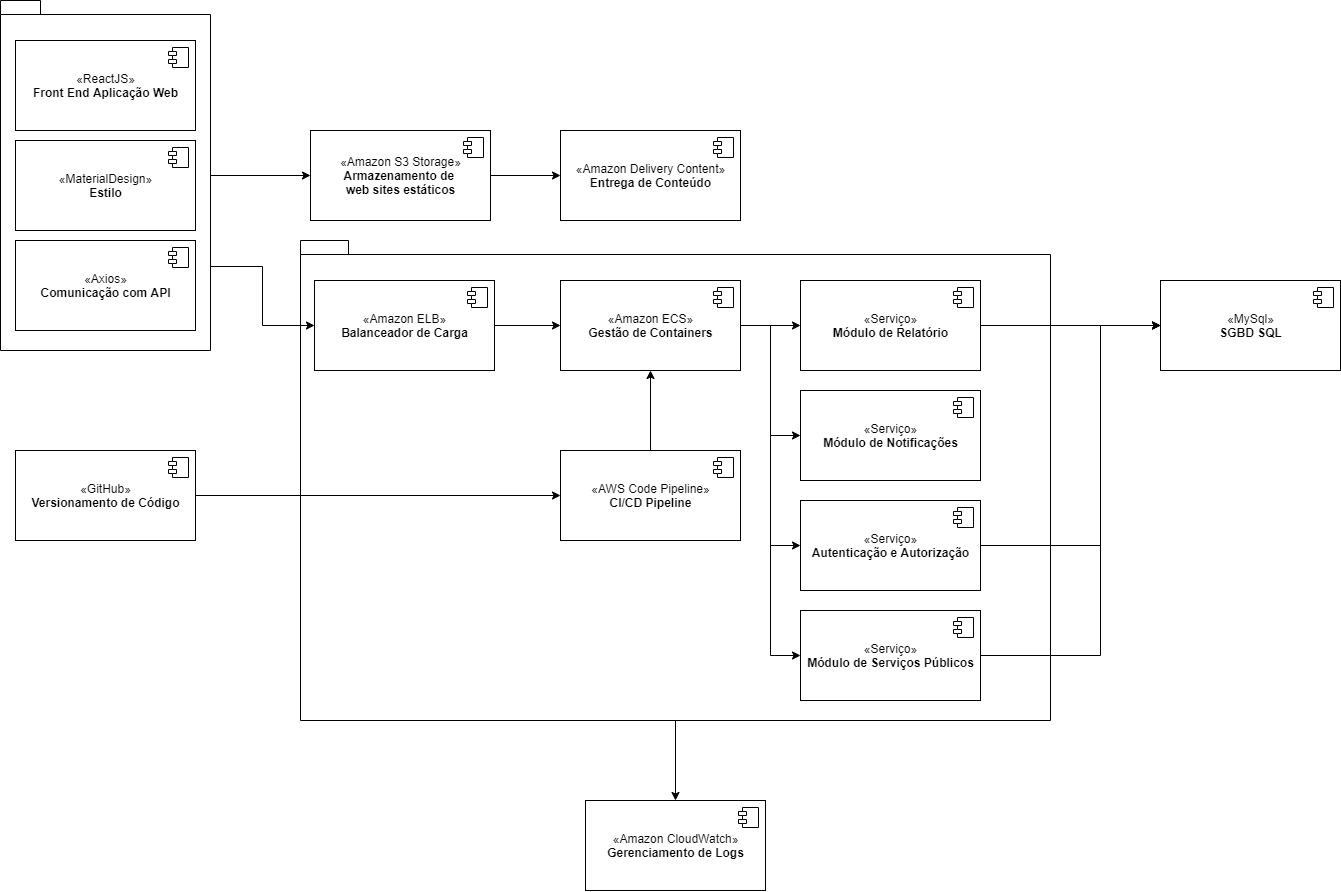 «ReactJS»
Front End Aplicação Web
«MaterialDesign»
Estilo
«Axios»
Comunicação com API
«Amazon S3 Storage»
Armazenamento de
web sites estáticos
«Amazon Delivery Content»
Entrega de Conteúdo
«Amazon ELB»
Balanceador de Carga
«Amazon ECS»
Gestão de Containers
«Serviço»
Módulo de Relatório
«MySql»
SGBD SQL
«Serviço»
Módulo de Notificações
«GitHub»
Versionamento de Código
«AWS Code Pipeline»
CI/CD Pipeline
«Serviço»
Autenticação e Autorização
«Serviço»
Módulo de Serviços Públicos
«Amazon CloudWatch»
Gerenciamento de Logs